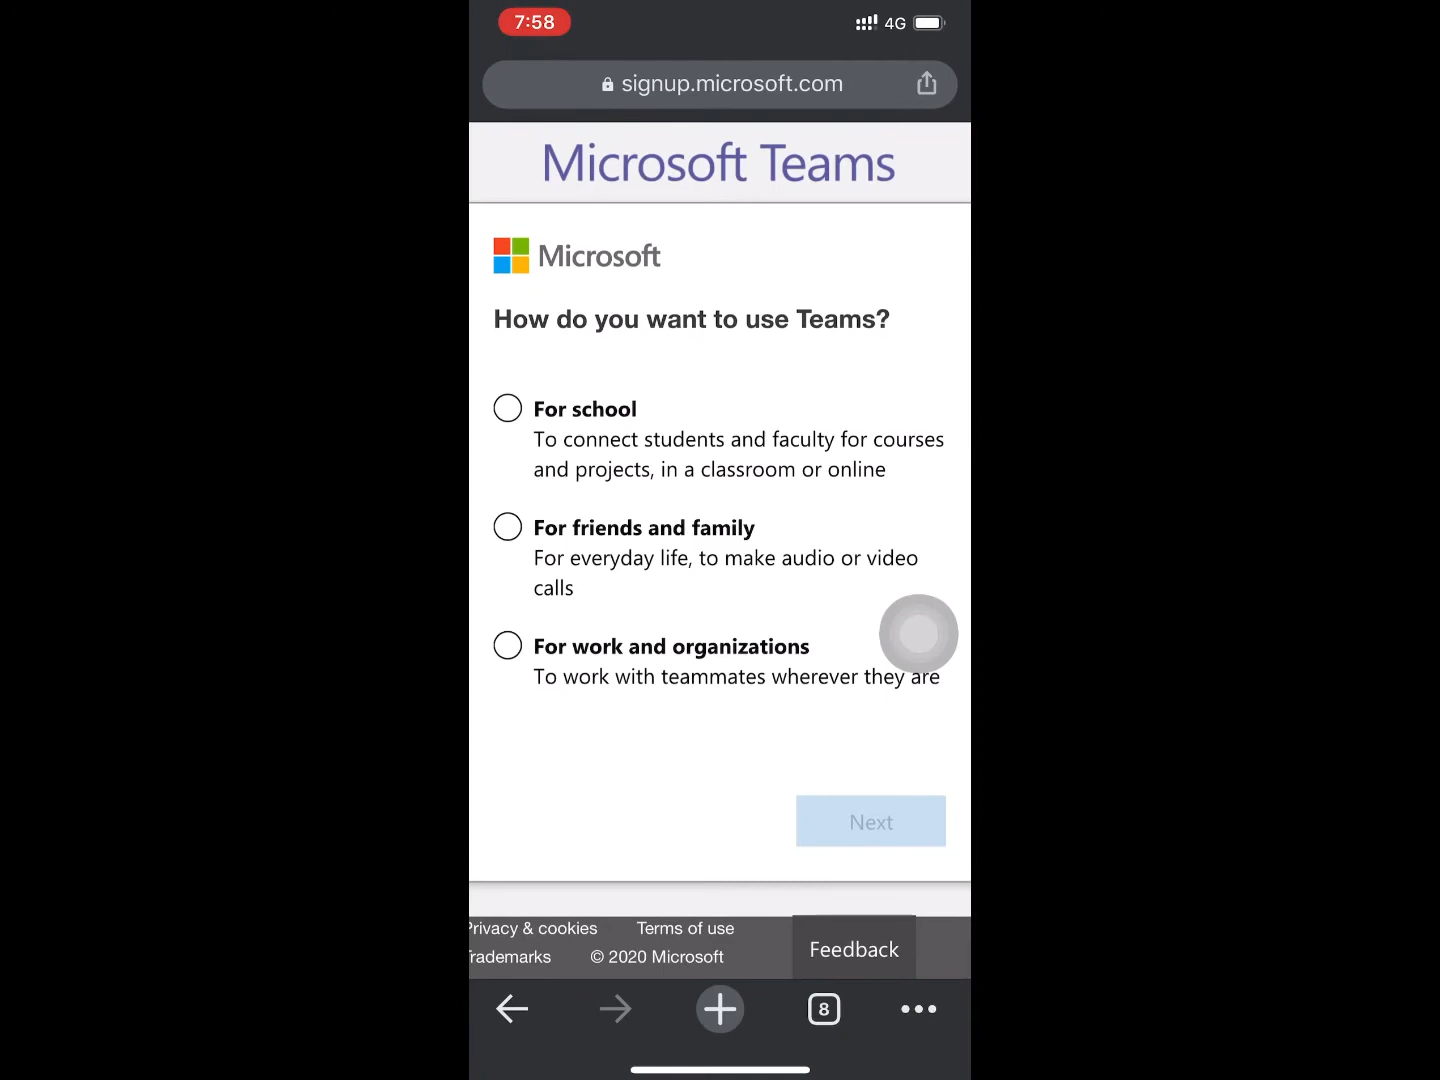 7:58
4G
signup.microsoft.com
Microsoft Teams
Microsoft
How do you want to use Teams?
For school
To connect students and faculty for courses
and projects, in a classroom or online
For friends and family
For everyday life, to make audio or video
calls
For work and organizations
To work with teammates wherever they are
Next
Privacy & cookies
Terms of use
Trademarks
© 2020 Microsoft
Feedback
8